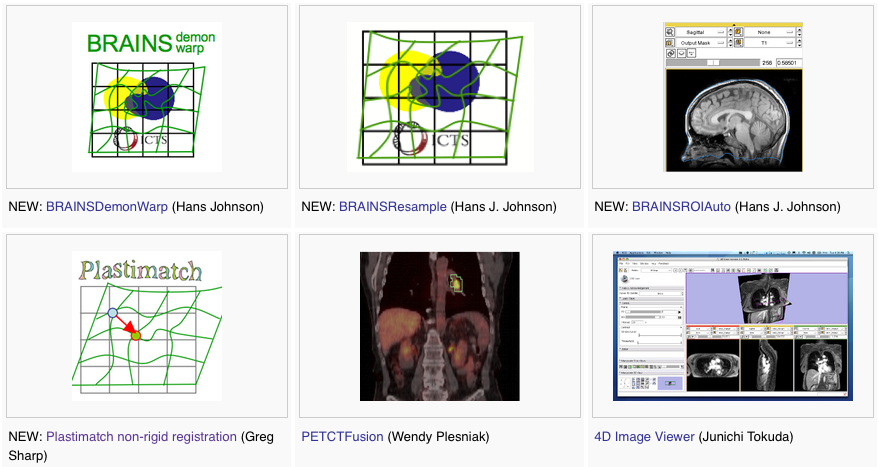 BRAINS demon
warp
ICTS
ICTS
Sagittal None
Output Mask T1
256 0.58501
NEW: BRAINSDemonWarp (Hans Johnson)
NEW: BRAINSResample (Hans J. Johnson)
NEW: BRAINSROIAuto (Hans J. Johnson)
Plastimatch
NEW: Plastimatch non-rigid registration (Greg
Sharp)
PETCTFusion (Wendy Plesniak)
4D Image Viewer (Junichi Tokuda)